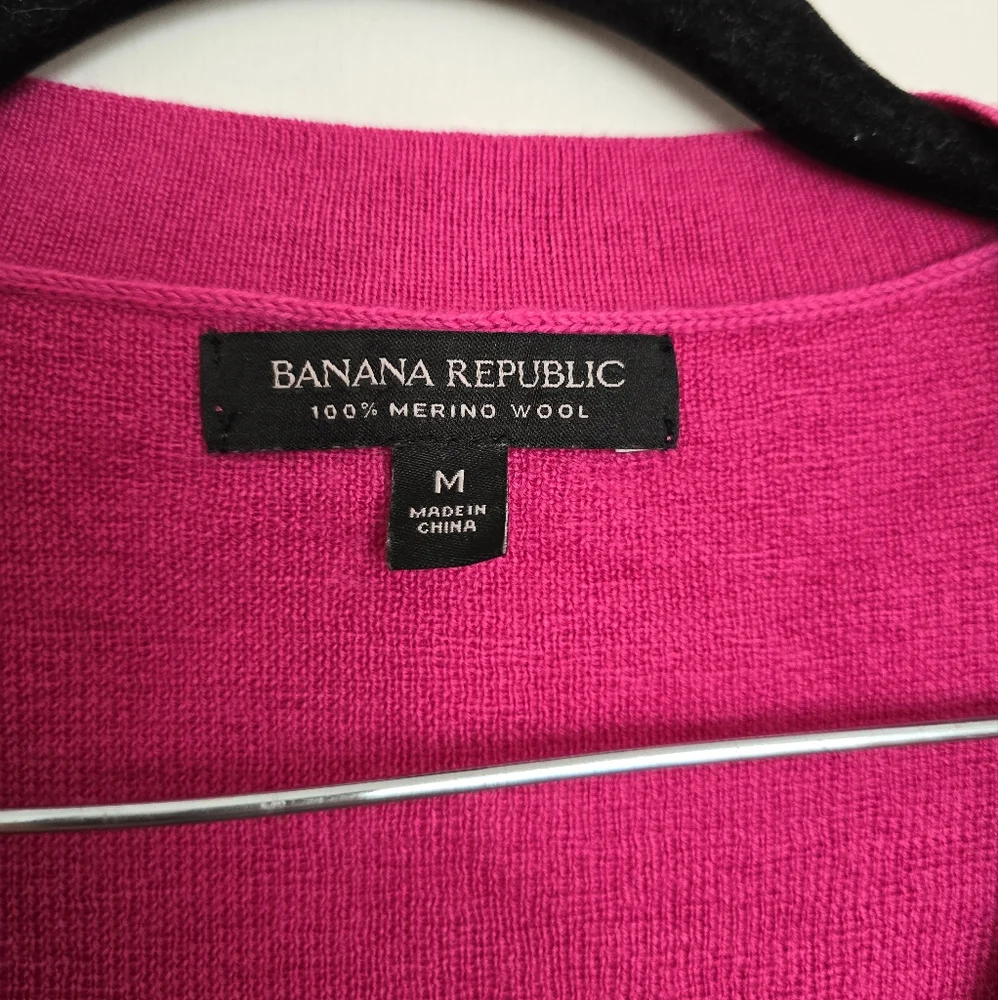 BANANA REPUBLIC
100% MERINO WOOL
M
MADE IN
CHINA